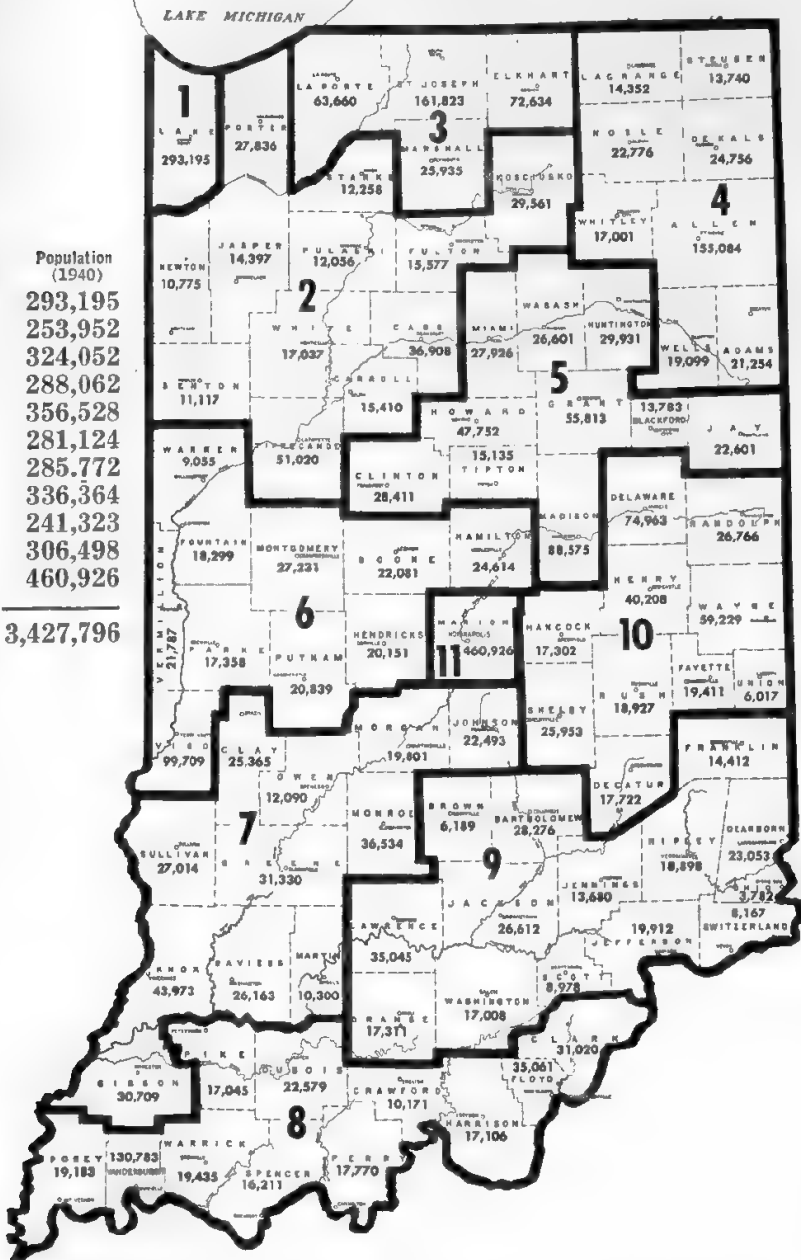 LAKE MICHIGAN
Population
(1940)
293,195
253,952
324,052
288,062
356,528
281,124
285.772
336,364
241,323
306,498
460,926
3,427,796
1
LAKE
293,195
PORTER
27,836
LA PORTE
63,660
ST JOSEPH
161,823
ELKHART
72,634
3
MARSHALL
25,935
LAGRANGE
14,352
STEUBEN
13,740
NOBLE
22,776
DE KALB
24,756
4
STARKE
12,258
KOSCIUSKO
29,561
WHITLEY
17,001
ALLEN
155,084
NEWTON
10,775
JASPER
14,397
PULASKI
12,056
FULTON
15,577
2
WHITE
17,037
CASS
36,908
MIAMI
27,926
WABASH
26,601
HUNTINGTON
29,931
WELLS
19,099
ADAMS
21,254
5
BENTON
11,117
CARROLL
15,410
HOWARD
47,752
GRANT
55,813
13,783
BLACKFORD
JAY
22,601
WARREN
9,055
TIPPECANOE
51,020
CLINTON
28,411
15,135
TIPTON
MADISON
88,575
DELAWARE
74,963
RANDOLPH
26,766
FOUNTAIN
18,299
MONTGOMERY
27,231
BOONE
22,081
HAMILTON
24,614
HENRY
40,208
WAYNE
59,229
VERMILION
21,787
PARKE
17,358
6
PUTNAM
20,839
HENDRICKS
20,151
MARION
INDIANAPOLIS
460,926
11
HANCOCK
17,302
10
RUSH
18,927
FAYETTE
19,411
UNION
6,017
VIGO
99,709
CLAY
25,365
OWEN
12,090
MORGAN
19,801
JOHNSON
22,493
SHELBY
25,953
FRANKLIN
14,412
DECATUR
17,722
7
SULLIVAN
27,014
GREENE
31,330
MONROE
36,534
BROWN
6,189
BARTHOLOMEW
28,276
9
RIPLEY
18,898
DEARBORN
23,053
OHIO
3,782
8,167
SWITZERLAND
JENNINGS
13,680
JACKSON
26,612
19,912
JEFFERSON
LAWRENCE
35,045
SCOTT
8,978
KNOX
43,973
DAVIESS
26,163
MARTIN
10,300
ORANGE
17,311
SALEM
WASHINGTON
17,008
CLARK
31,020
35,061
FLOYD
GIBSON
30,709
PIKE
17,045
DUBOIS
22,579
CRAWFORD
10,171
HARRISON
17,106
8
POSEY
19,183
130,783
VANDERBURGH
WARRICK
19,435
SPENCER
16,211
PERRY
17,770